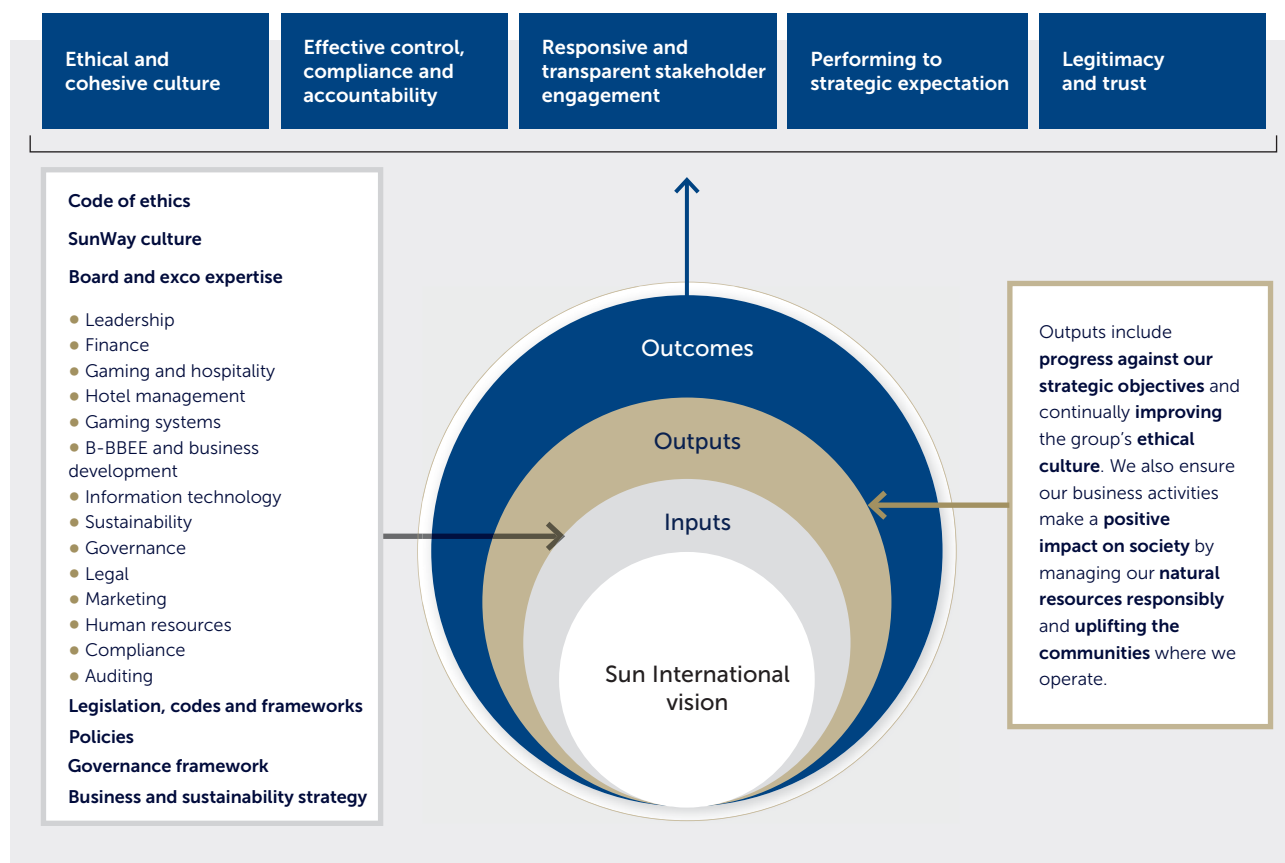 Ethical and
cohesive culture
Effective control,
compliance and
accountability
Responsive and
transparent stakeholder
engagement
Performing to
strategic expectation
Legitimacy
and trust
Code of ethics
SunWay culture
Board and exco expertise
• Leadership
• Finance
• Gaming and hospitality
• Hotel management
• Gaming systems
• B-BBEE and business
development
• Information technology
• Sustainability
• Governance
• Legal
• Marketing
• Human resources
• Compliance
• Auditing
Legislation, codes and frameworks
Policies
Governance framework
Business and sustainability strategy
Outcomes
Outputs
Inputs
Sun International
vision
Outputs include
progress against our
strategic objectives and
continually improving
the group's ethical
culture. We also ensure
our business activities
make a positive
impact on society by
managing our natural
resources responsibly
and uplifting the
communities where we
operate.